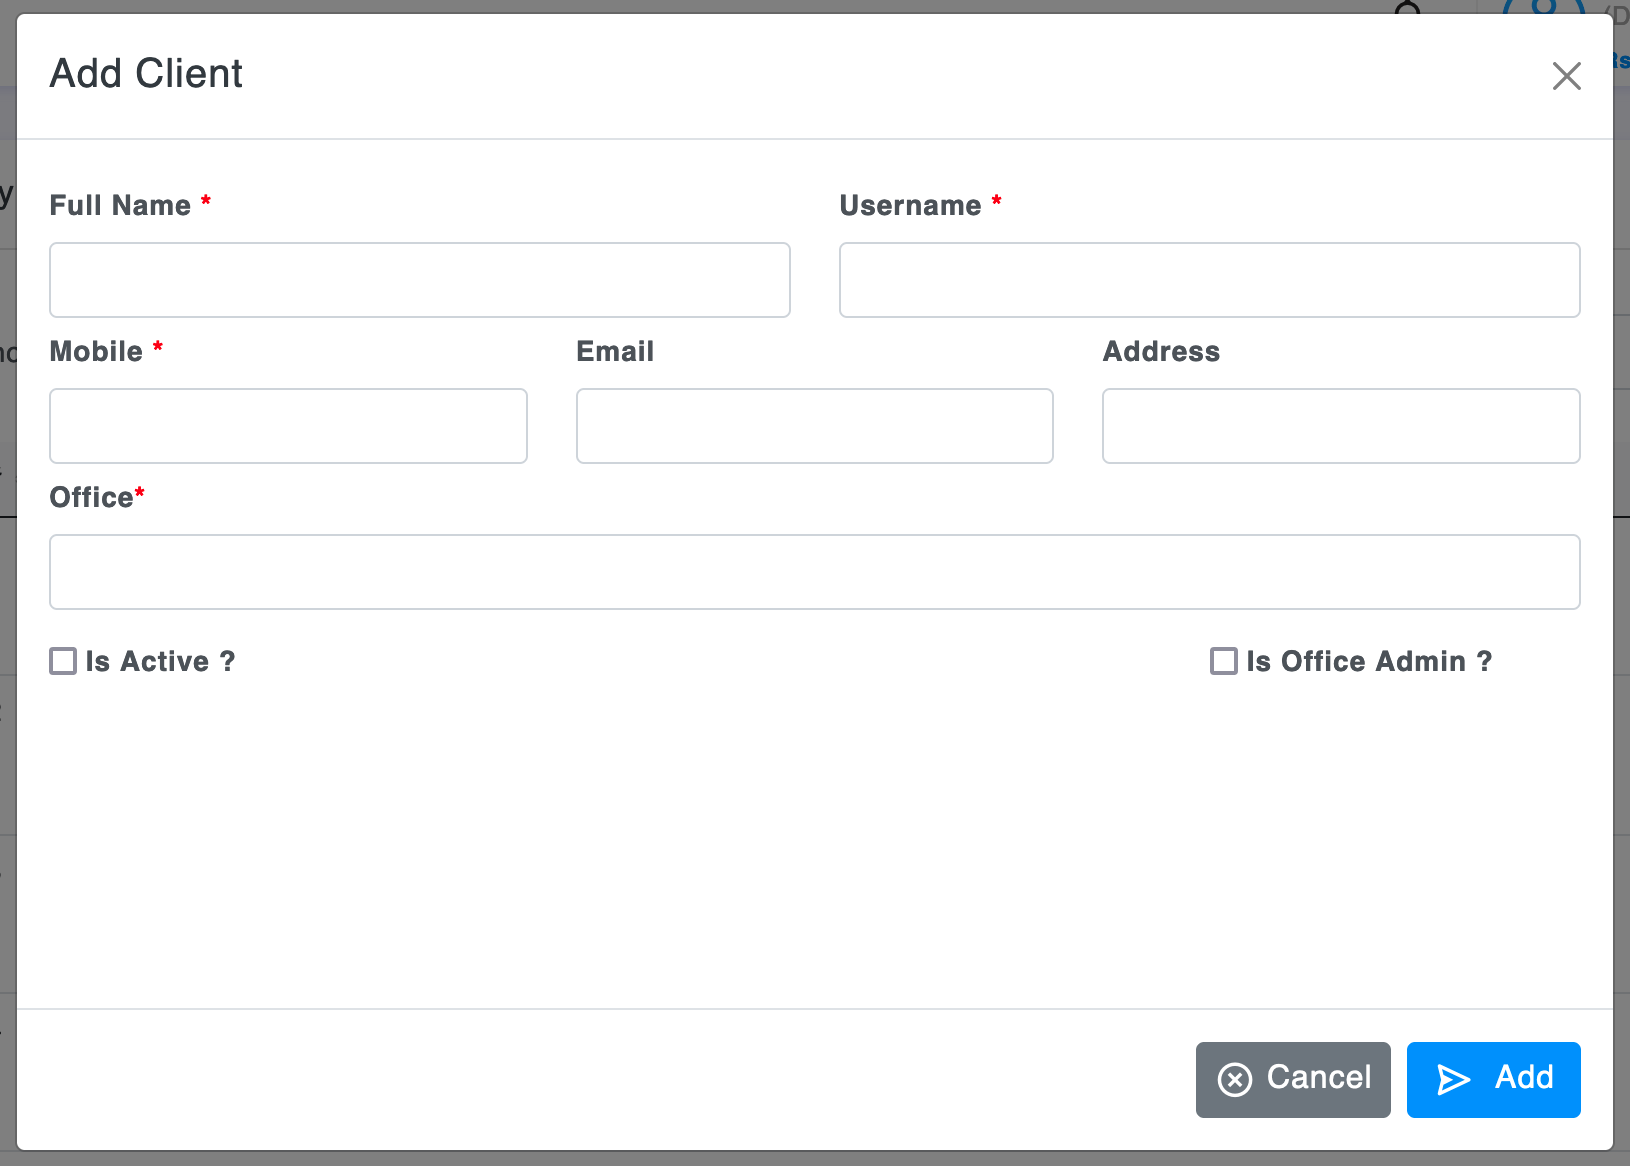 Add Client
Full Name *
Username *
Mobile *
Email
Address
Office*
Is Active ?
Is Office Admin ?
Cancel
Add